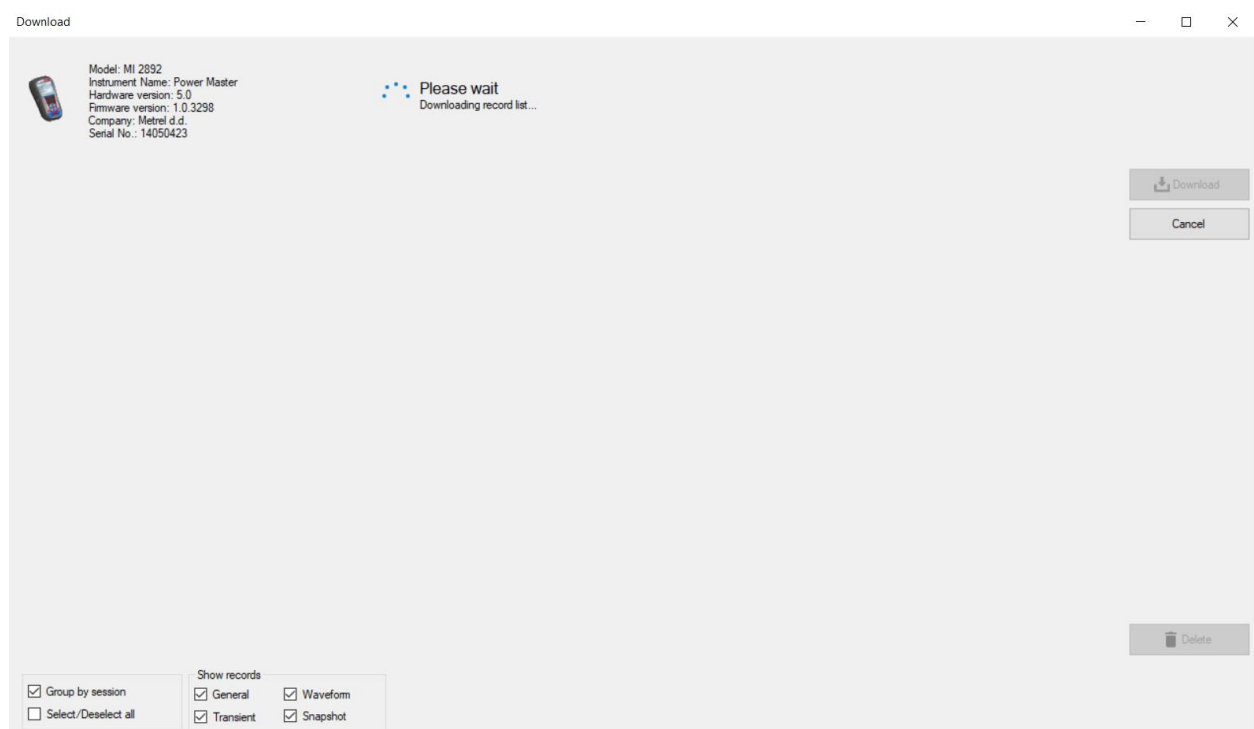 Download
Model: MI 2892
Instrument Name: Power Master
Hardware version: 5.0
Firmware version: 1.0.3298
Company: Metrel d.d.
Serial No.: 14050423
Please wait
Downloading record list...
Download
Cancel
Delete
Group by session
Select/Deselect all
Show records
General
Waveform
Transient
Snapshot